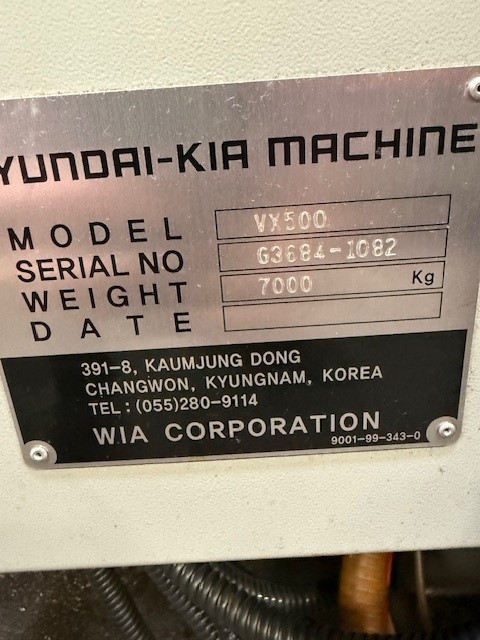 YUNDAI-KIA MACHINE
MODEL VX500
SERIAL NO G3684-1082
WEIGHT 7000 Kg
DATE
391-8, KAUMJUNG DONG
CHANGWON, KYUNGNAM, KOREA
TEL:(055)280-9114
WIA CORPORATION
9001-99-343-0